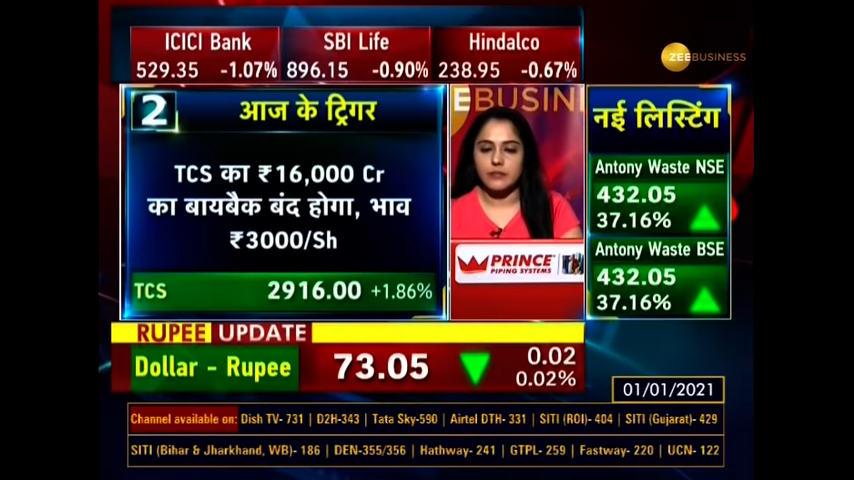 ICICI Bank
529.35 -1.07%
SBI Life
896.15 -0.90%
Hindalco
238.95 -0.67%
ZEEBUSINESS
2 आज के ट्रिगर
TCS का ₹16,000 Cr
का बायबैक बंद होगा, भाव
₹3000/Sh
TCS 2916.00 +1.86%
EBUSINI
PRINCE
PIPING SYSTEMS
नई लिस्टिंग
Antony Waste NSE
432.05
37.16%
Antony Waste BSE
432.05
37.16%
RUPEE UPDATE
Dollar - Rupee 73.05 0.02
0.02%
01/01/2021
Channel available on: Dish TV- 731 | D2H-343 | Tata Sky-590 | Airtel DTH- 331 | SITI (ROI)- 404 | SITI (Gujarat)- 429
SITI (Bihar & Jharkhand, WB)- 186 | DEN-355/356 | Hathway- 241 | GTPL- 259 | Fastway- 220 | UCN- 122